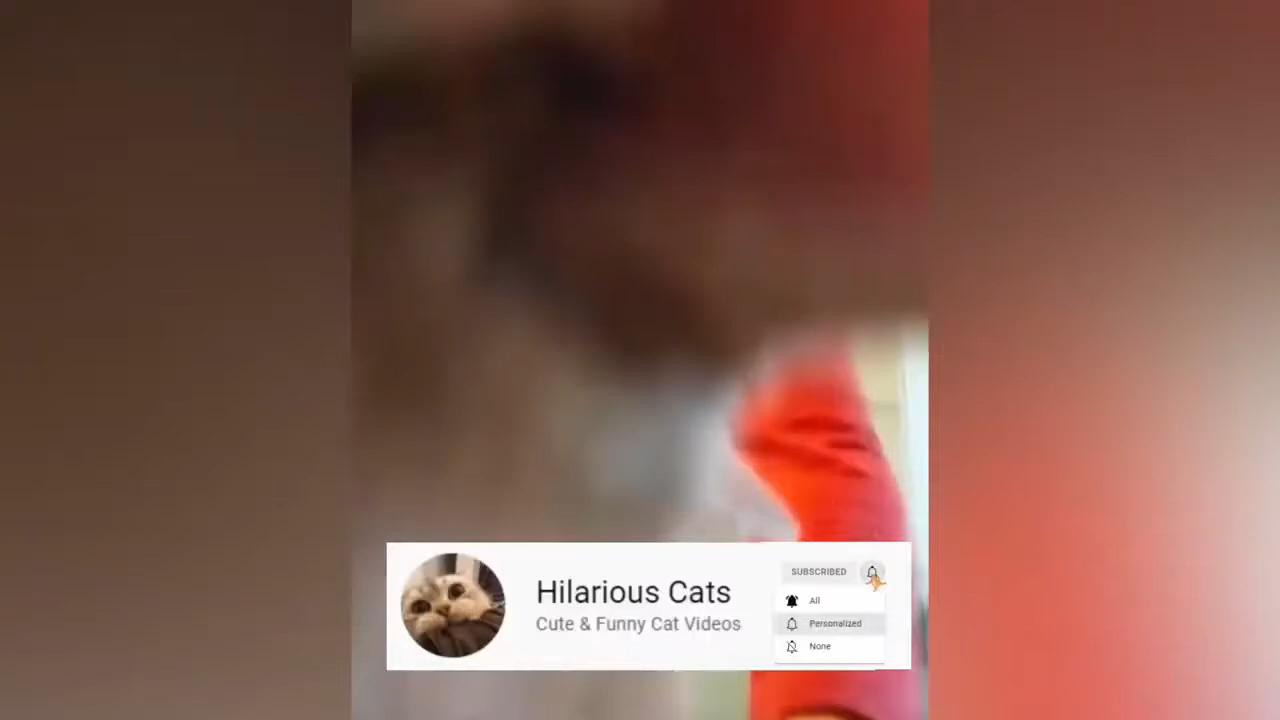 Hilarious Cats
Cute & Funny Cat Videos
SUBSCRIBED
All
Personalized
None